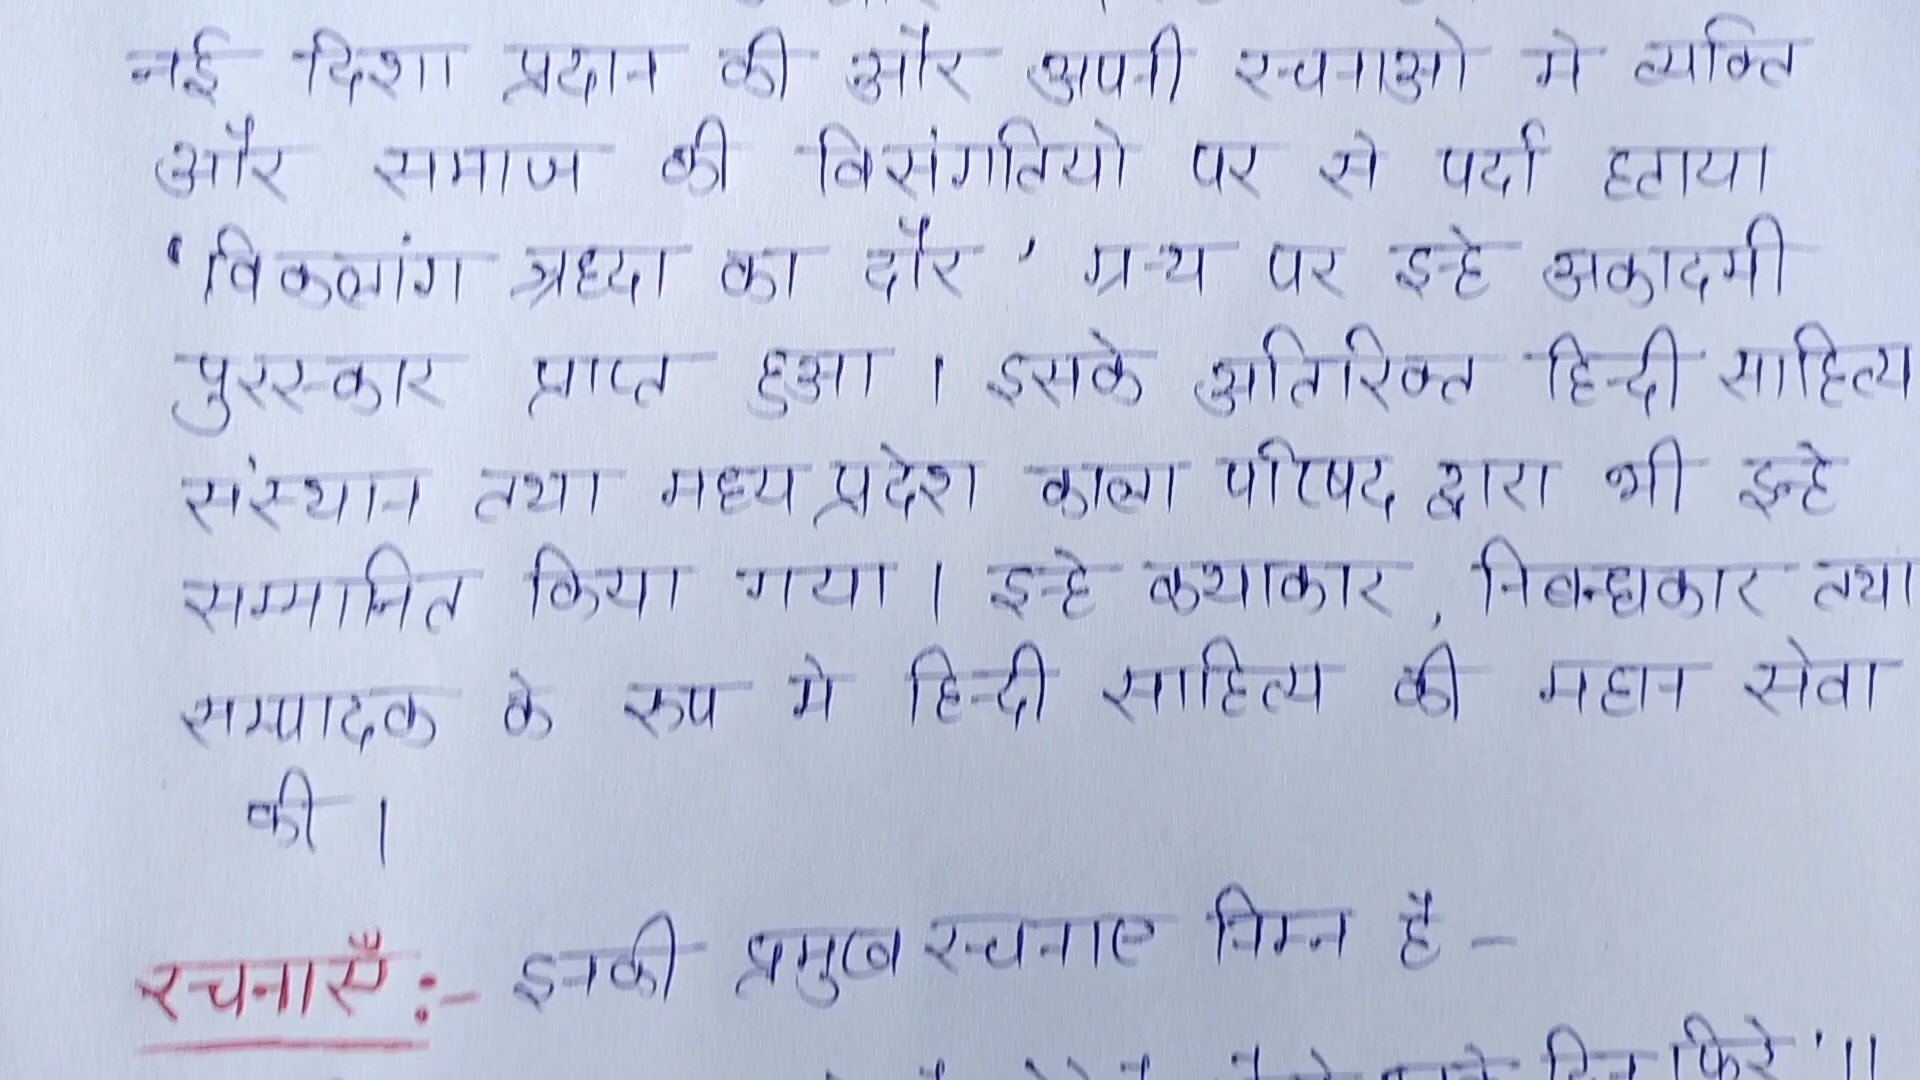 नई दिशा प्रदान की और अपनी रचनाओ मे व्यक्ति
और समाज की विसंगतियो पर से पर्दा हटाया
'विकलांग श्रध्दा का दौर' ग्रन्थ पर इन्हे अकादमी
पुरस्कार प्राप्त हुआ । इसके अतिरिक्त हिन्दी साहित्य
संस्थान तथा मध्य प्रदेश काला परिषद द्वारा भी इन्हे
सम्मानित किया गया । इन्हे कथाकार, निबन्धकार तथा
सम्पादक के रूप मे हिन्दी साहित्य की महान सेवा
की ।
रचनाएँ :- इनकी प्रमुख रचनाए निम्न है -
दिन फिरे' ।।